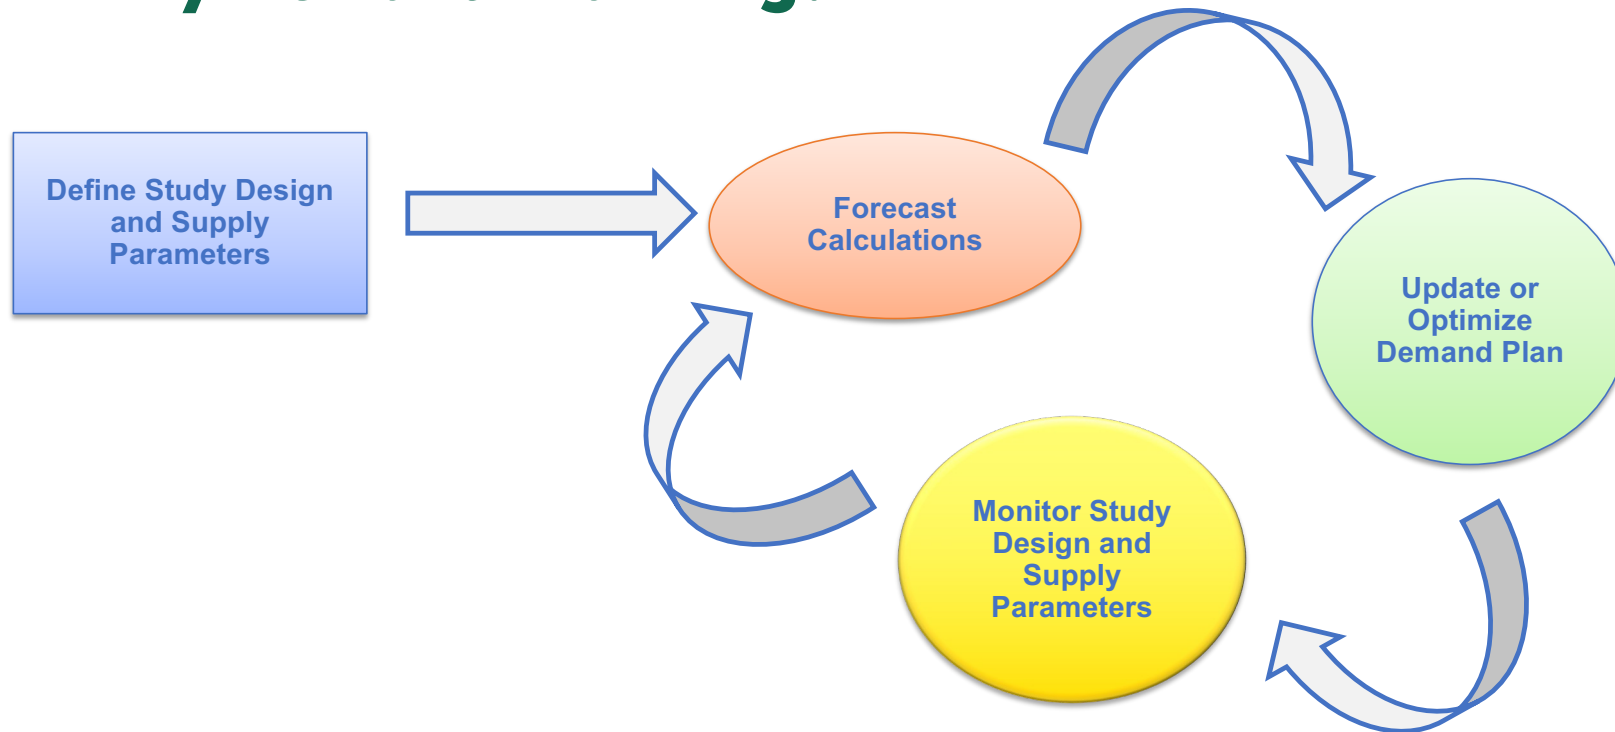 Define Study Design
and Supply
Parameters
Forecast
Calculations
Update or
Optimize
Demand Plan
Monitor Study
Design and
Supply
Parameters